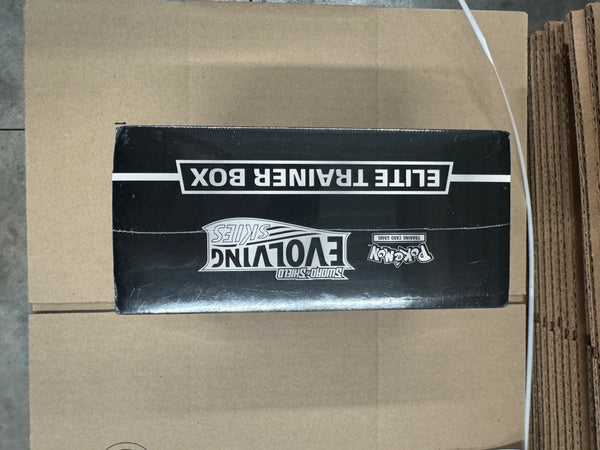 POKÉMON
TRADING CARD GAME
SWORD & SHIELD
EVOLVING
SKIES
ELITE TRAINER BOX